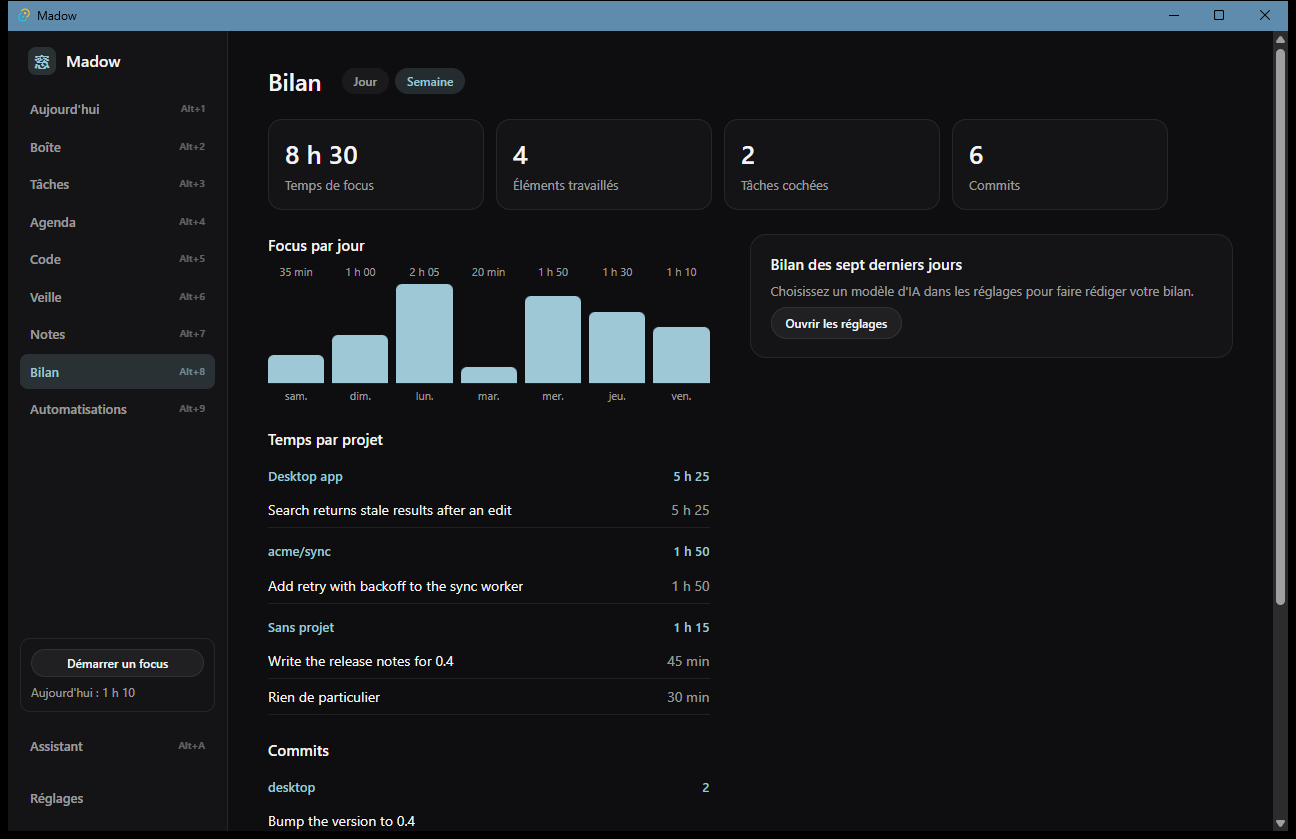 Madow
窓 Madow
Aujourd'hui Alt+1
Boîte Alt+2
Tâches Alt+3
Agenda Alt+4
Code Alt+5
Veille Alt+6
Notes Alt+7
Bilan Alt+8
Automatisations Alt+9
Démarrer un focus
Aujourd'hui : 1 h 10
Assistant Alt+A
Réglages
Bilan Jour Semaine
8 h 30
Temps de focus
4
Éléments travaillés
2
Tâches cochées
6
Commits
Focus par jour
35 min 1 h 00 2 h 05 20 min 1 h 50 1 h 30 1 h 10
sam. dim. lun. mar. mer. jeu. ven.
Bilan des sept derniers jours
Choisissez un modèle d'IA dans les réglages pour faire rédiger votre bilan.
Ouvrir les réglages
Temps par projet
Desktop app 5 h 25
Search returns stale results after an edit 5 h 25
acme/sync 1 h 50
Add retry with backoff to the sync worker 1 h 50
Sans projet 1 h 15
Write the release notes for 0.4 45 min
Rien de particulier 30 min
Commits
desktop 2
Bump the version to 0.4